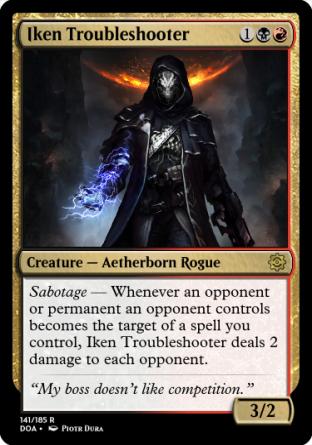 Iken Troubleshooter 1
Creature — Aetherborn Rogue
Sabotage — Whenever an opponent
or permanent an opponent controls
becomes the target of a spell you
control, Iken Troubleshooter deals 2
damage to each opponent.
“My boss doesn’t like competition.”
3/2
141/185 R
DOA • Piotr Dura